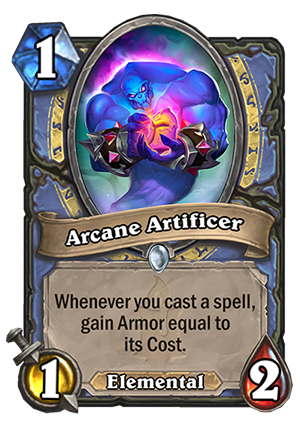 1
Arcane Artificer
Whenever you cast a spell,
gain Armor equal to
its Cost.
1
Elemental
2